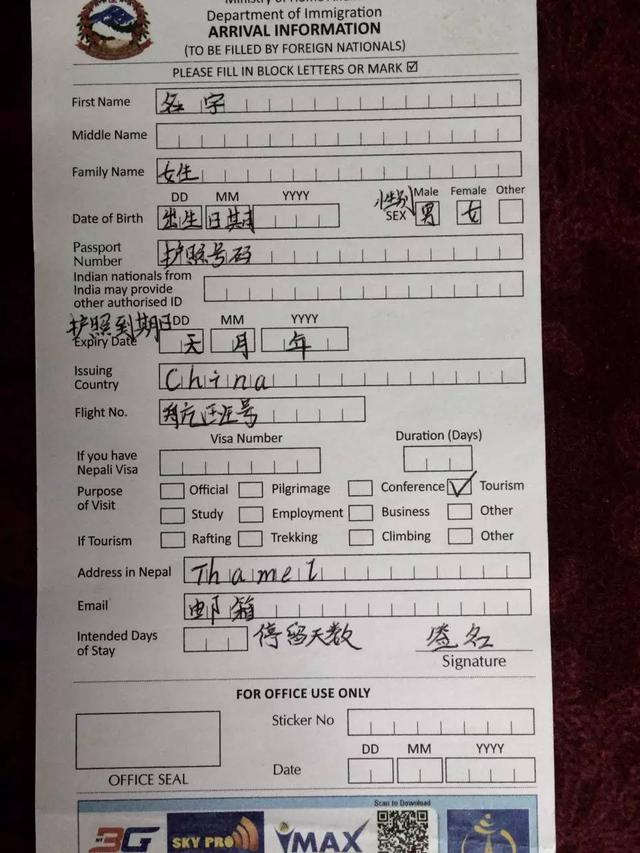 Department of Immigration
ARRIVAL INFORMATION
(TO BE FILLED BY FOREIGN NATIONALS)
PLEASE FILL IN BLOCK LETTERS OR MARK ☑
First Name 名字
Middle Name
Family Name 姓
DD MM YYYY 性别 Male Female Other
Date of Birth 出生日期 SEX 男 女
Passport Number 护照号码
Indian nationals from
India may provide
other authorised ID
护照到期日 DD MM YYYY
Expiry Date 天 月 年
Issuing Country China
Flight No. 号
Visa Number Duration (Days)
If you have Nepali Visa
Purpose of Visit Official Pilgrimage Conference ✓ Tourism
Study Employment Business Other
If Tourism Rafting Trekking Climbing Other
Address in Nepal Thamel
Email 邮箱
Intended Days of Stay 停留天数 签名
Signature
FOR OFFICE USE ONLY
Sticker No
DD MM YYYY
OFFICE SEAL Date
Scan to Download
3G SKY PRO VMAX